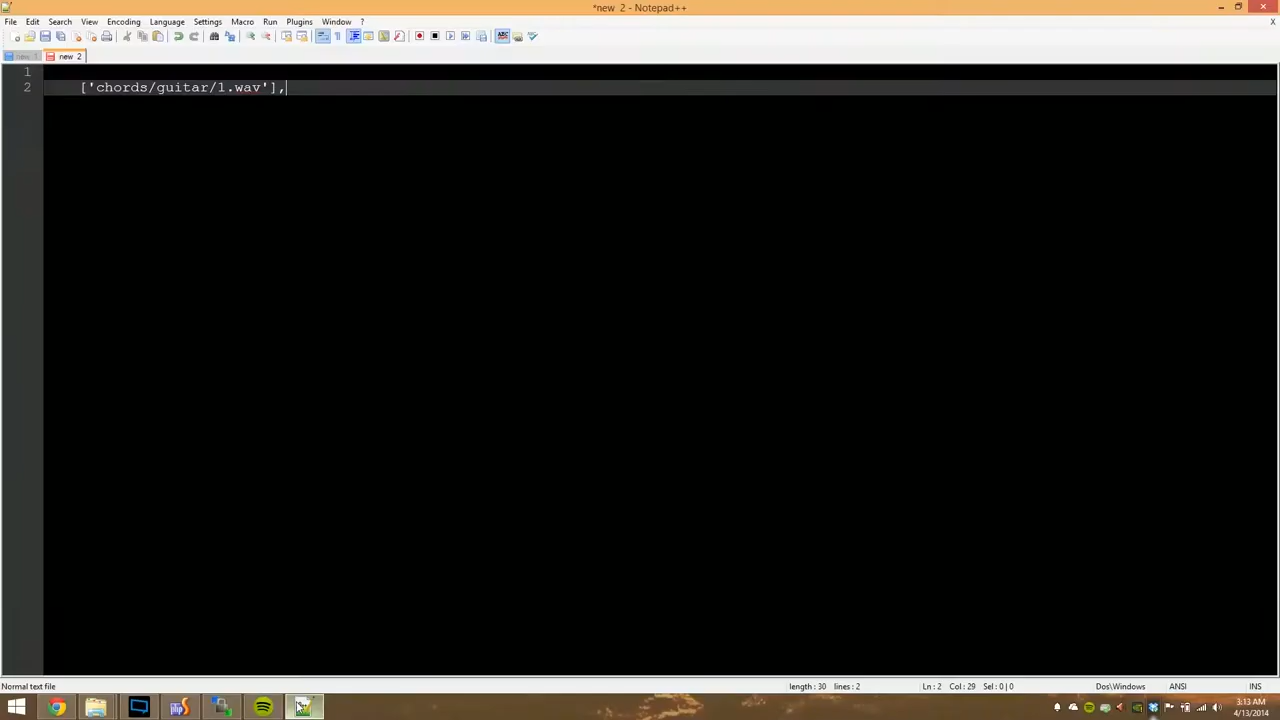 *new 2 - Notepad++
File Edit Search View Encoding Language Settings Macro Run Plugins Window ? X
new 1 new 2
1
2 ['chords/guitar/1.wav'],
Normal text file length : 30 lines : 2 Ln : 2 Col : 29 Sel : 0 | 0 Dos\Windows ANSI INS
3:13 AM
4/13/2014